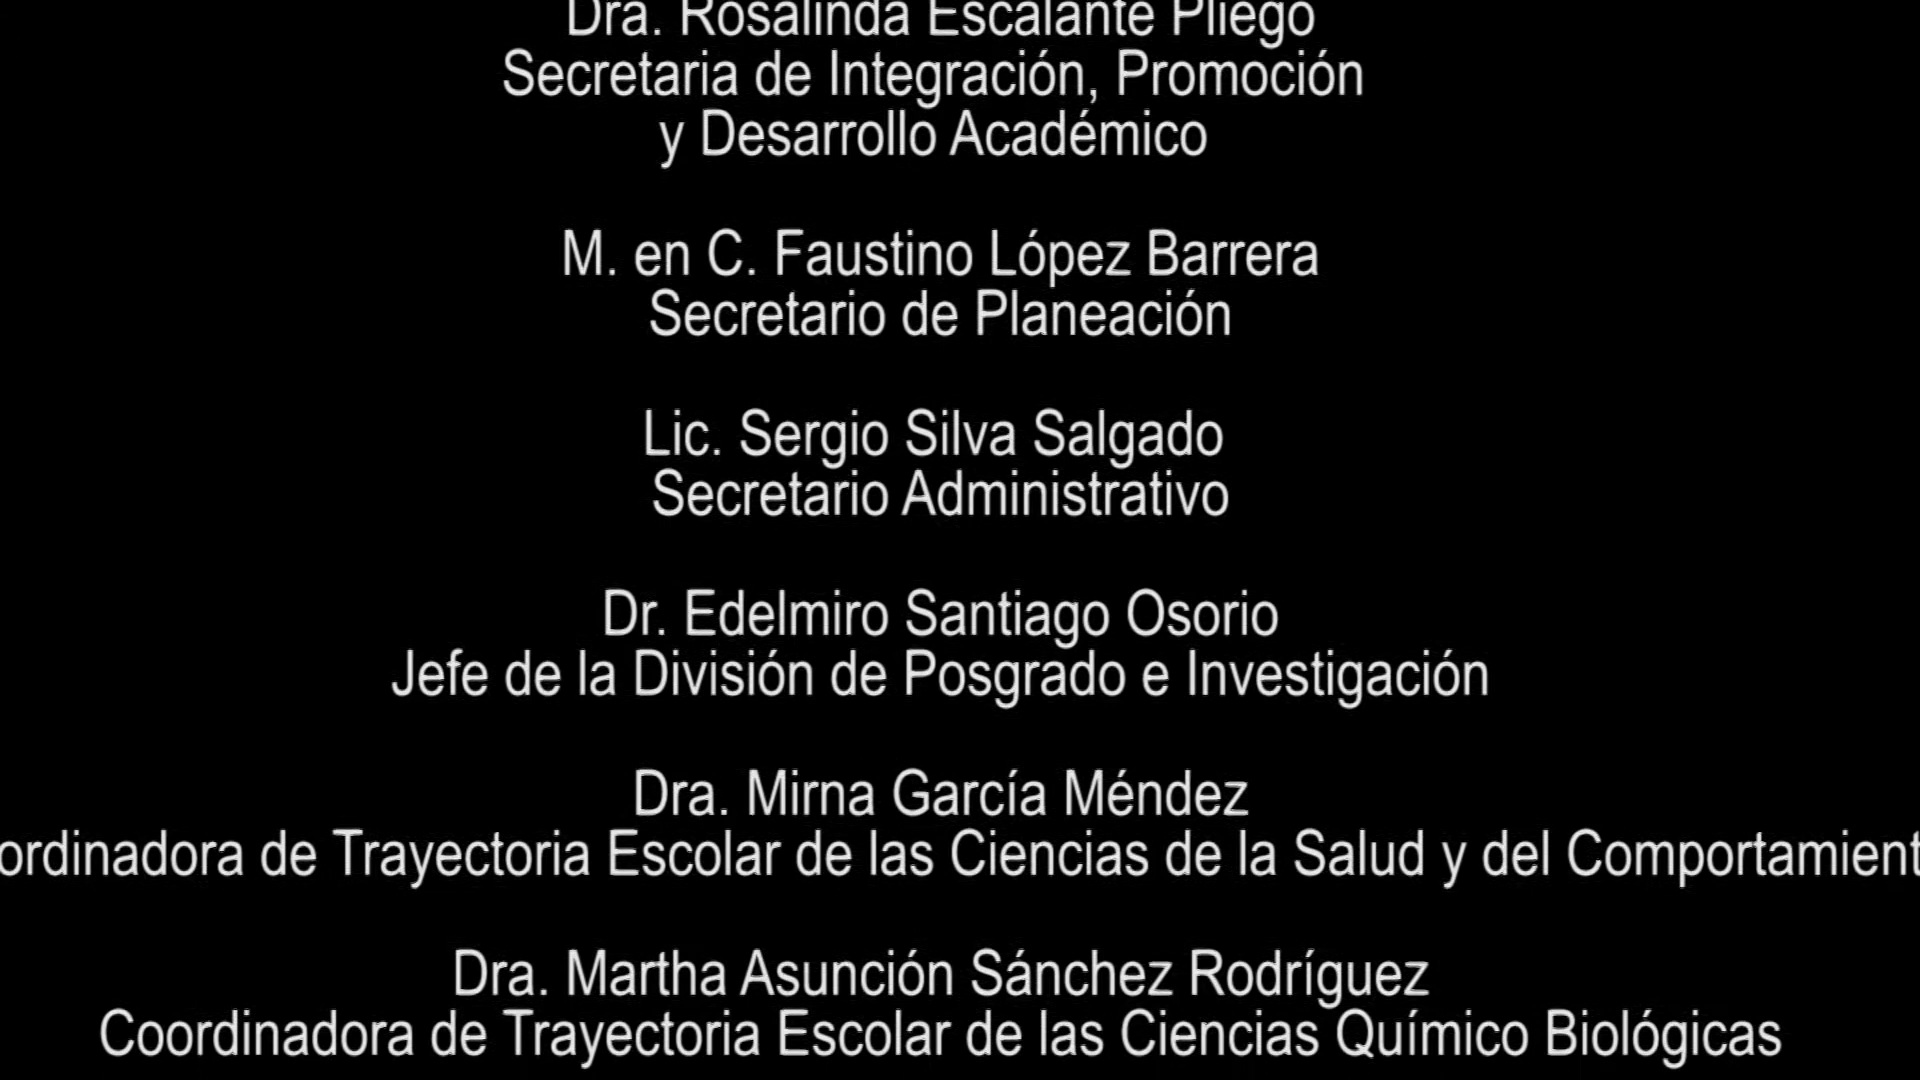 Dra. Rosalinda Escalante Pliego
Secretaria de Integración, Promoción
y Desarrollo Académico
M. en C. Faustino López Barrera
Secretario de Planeación
Lic. Sergio Silva Salgado
Secretario Administrativo
Dr. Edelmiro Santiago Osorio
Jefe de la División de Posgrado e Investigación
Dra. Mirna García Méndez
ordinadora de Trayectoria Escolar de las Ciencias de la Salud y del Comportamient
Dra. Martha Asunción Sánchez Rodríguez
Coordinadora de Trayectoria Escolar de las Ciencias Químico Biológicas